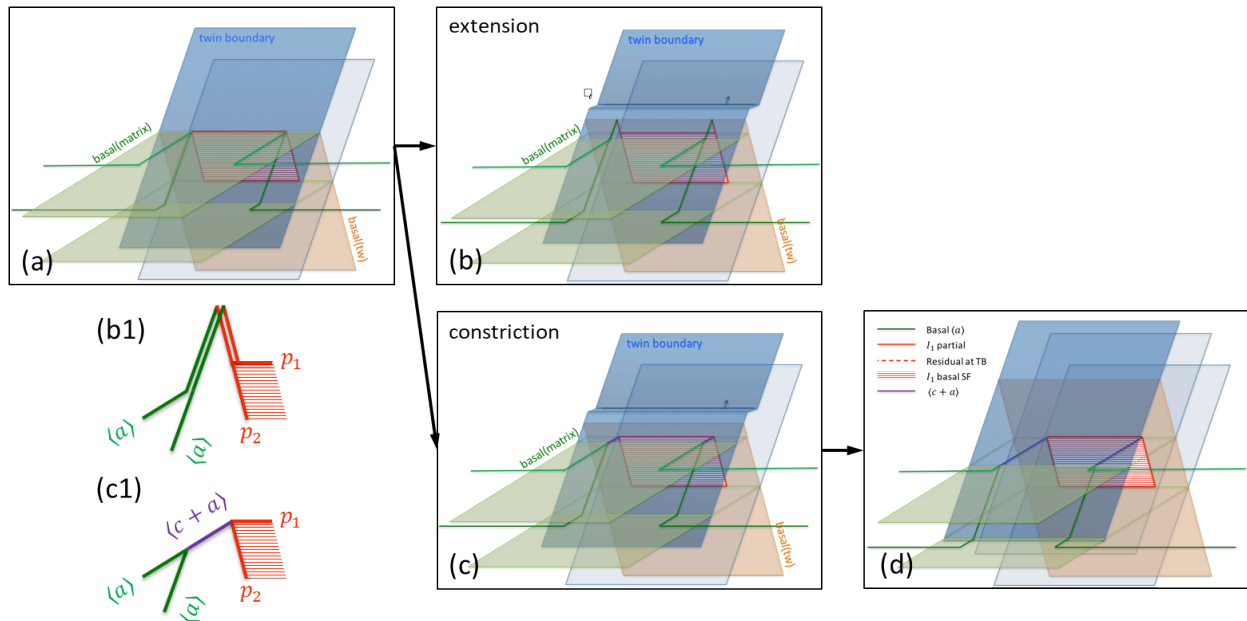 twin boundary
basal(matrix)
basal(tw)
(a)
extension
twin boundary
basal(matrix)
basal(tw)
(b)
(b1)
p₁
p₂
⟨a⟩
⟨a⟩
(c1)
⟨c + a⟩
p₁
p₂
⟨a⟩
⟨a⟩
constriction
twin boundary
basal(matrix)
basal(tw)
(c)
Basal ⟨a⟩
I₁ partial
Residual at TB
I₁ basal SF
⟨c + a⟩
(d)